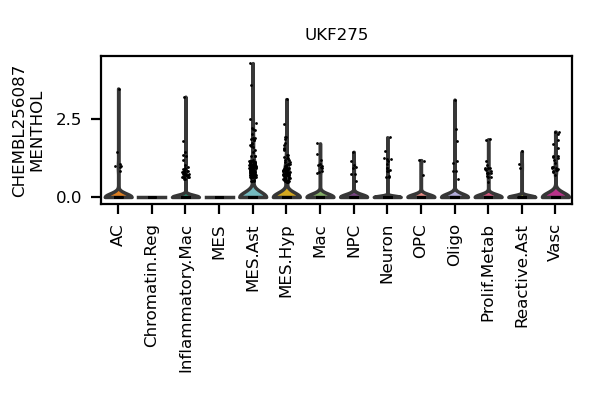 UKF275
CHEMBL256087
MENTHOL
2.5
0.0
AC
Chromatin.Reg
Inflammatory.Mac
MES
MES.Ast
MES.Hyp
Mac
NPC
Neuron
OPC
Oligo
Prolif.Metab
Reactive.Ast
Vasc